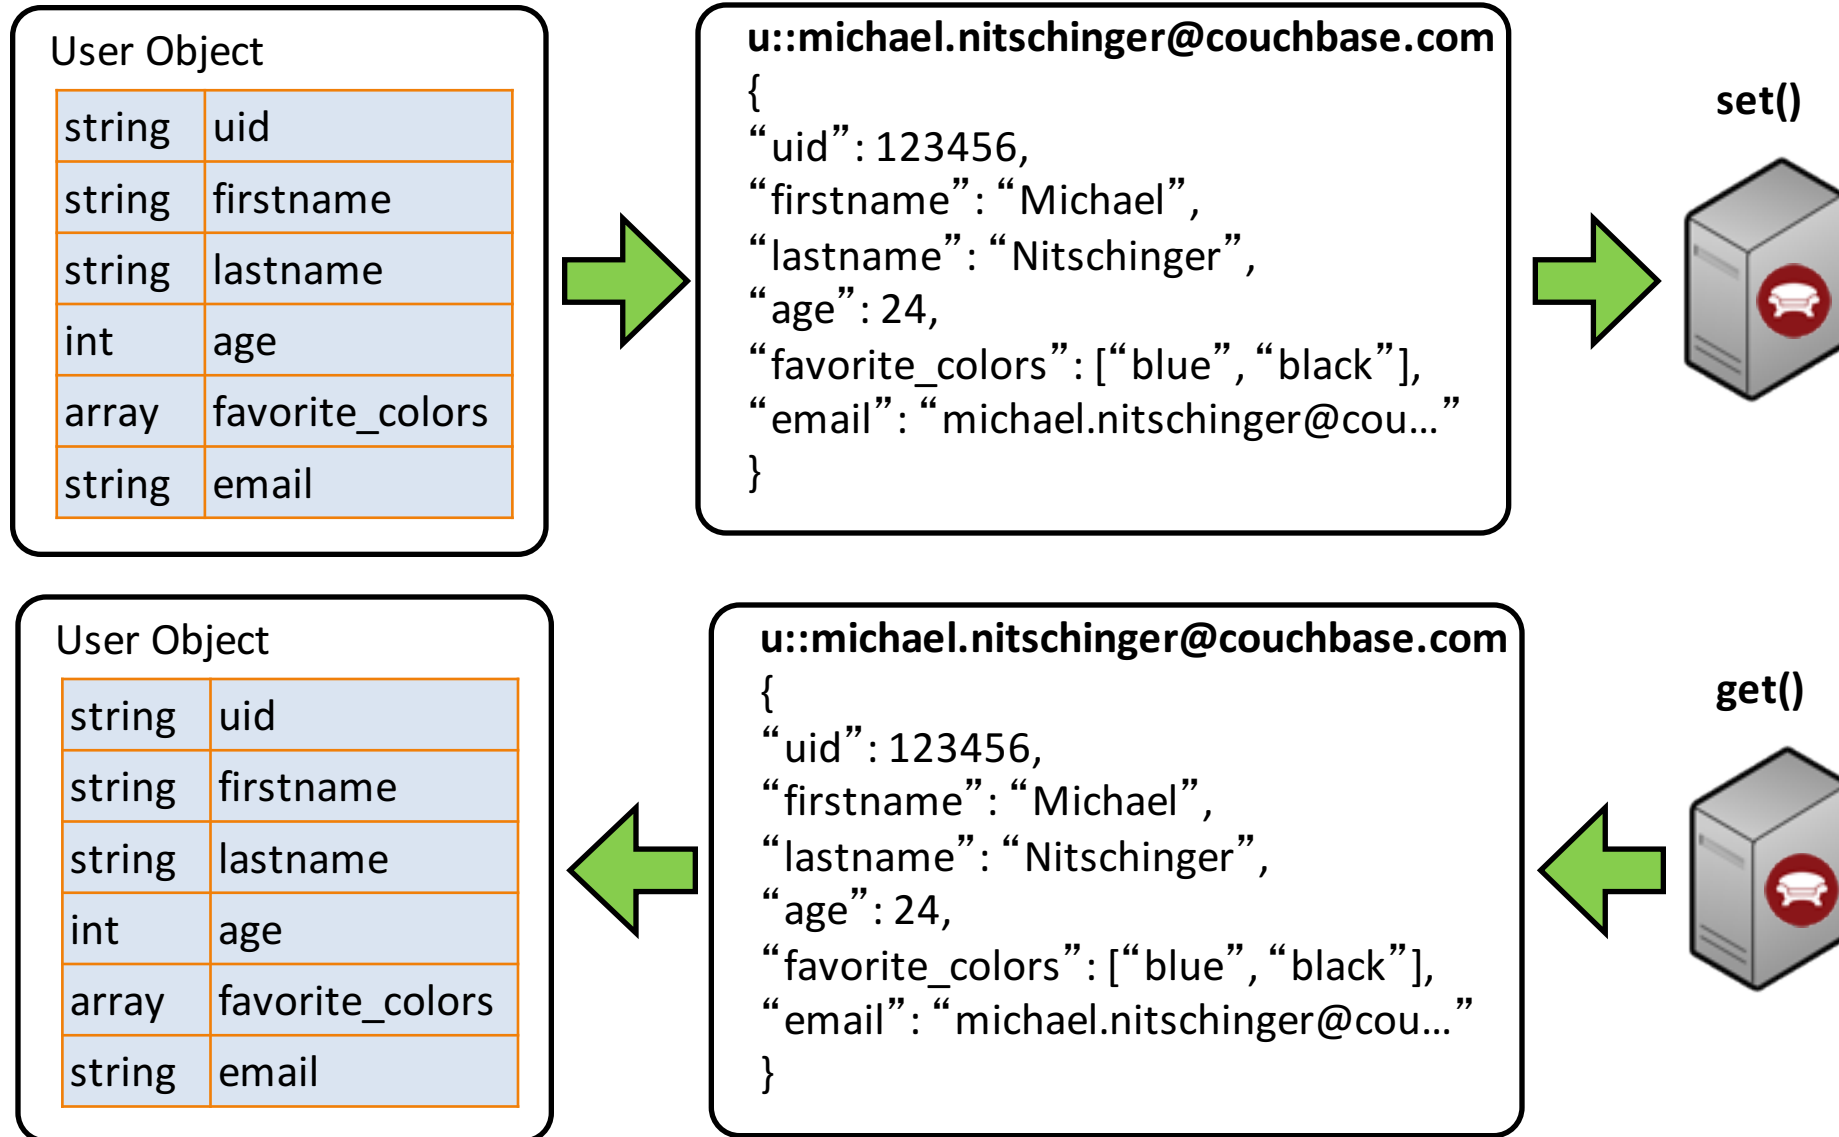 User Object
string uid
string firstname
string lastname
int age
array favorite_colors
string email
u::michael.nitschinger@couchbase.com
{
“uid”: 123456,
“firstname”: “Michael”,
“lastname”: “Nitschinger”,
“age”: 24,
“favorite_colors”: [“blue”, “black”],
“email”: “michael.nitschinger@cou…”
}
set()
User Object
string uid
string firstname
string lastname
int age
array favorite_colors
string email
u::michael.nitschinger@couchbase.com
{
“uid”: 123456,
“firstname”: “Michael”,
“lastname”: “Nitschinger”,
“age”: 24,
“favorite_colors”: [“blue”, “black”],
“email”: “michael.nitschinger@cou…”
}
get()